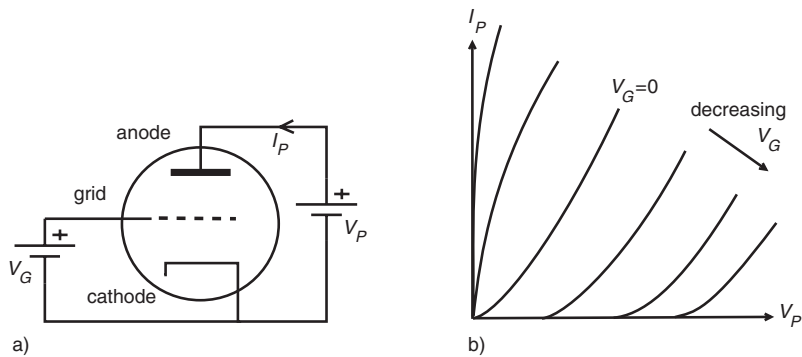 anode
I_P
grid
+
+
V_G
V_P
cathode
a)
I_P
V_G=0
decreasing
V_G
V_P
b)